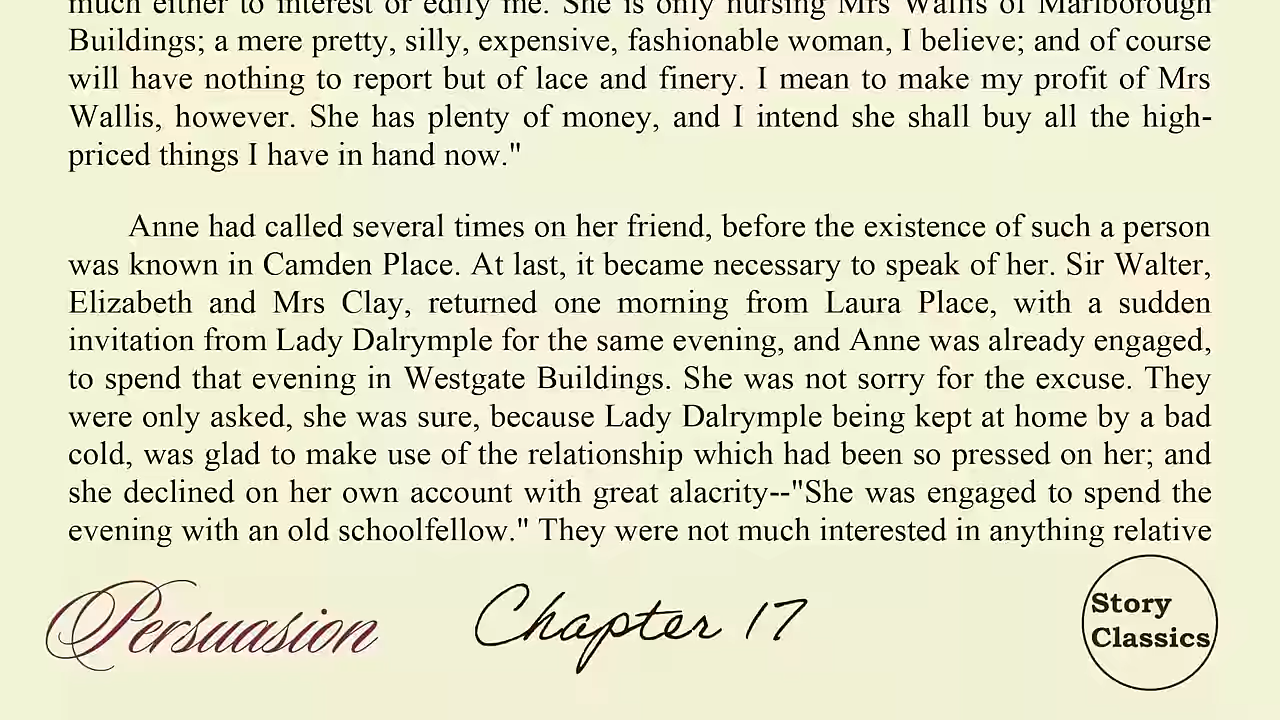 much either to interest or edify me. She is only nursing Mrs Wallis of Marlborough
Buildings; a mere pretty, silly, expensive, fashionable woman, I believe; and of course
will have nothing to report but of lace and finery. I mean to make my profit of Mrs
Wallis, however. She has plenty of money, and I intend she shall buy all the high-
priced things I have in hand now."
Anne had called several times on her friend, before the existence of such a person
was known in Camden Place. At last, it became necessary to speak of her. Sir Walter,
Elizabeth and Mrs Clay, returned one morning from Laura Place, with a sudden
invitation from Lady Dalrymple for the same evening, and Anne was already engaged,
to spend that evening in Westgate Buildings. She was not sorry for the excuse. They
were only asked, she was sure, because Lady Dalrymple being kept at home by a bad
cold, was glad to make use of the relationship which had been so pressed on her; and
she declined on her own account with great alacrity--"She was engaged to spend the
evening with an old schoolfellow." They were not much interested in anything relative
Persuasion
Chapter 17
Story
Classics